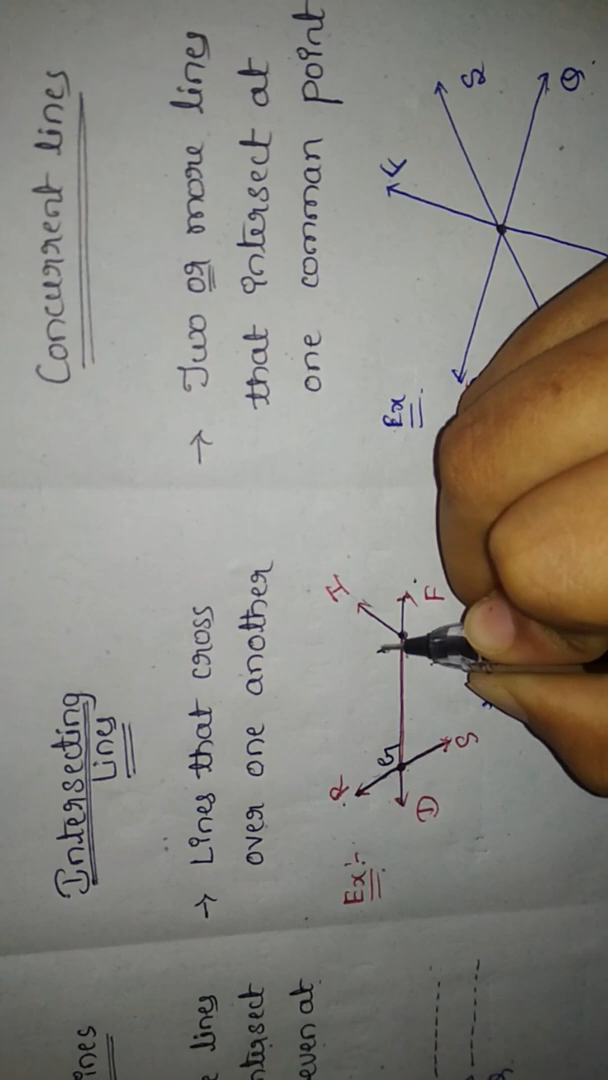 ines
e lines
ntersect
even at
Intersecting
Lines
→ Lines that cross
over one another
Ex:-
R
G
D
S
I
F
Concurrent lines
→ Two or more lines
that intersect at
one comman point
Ex
S
Q